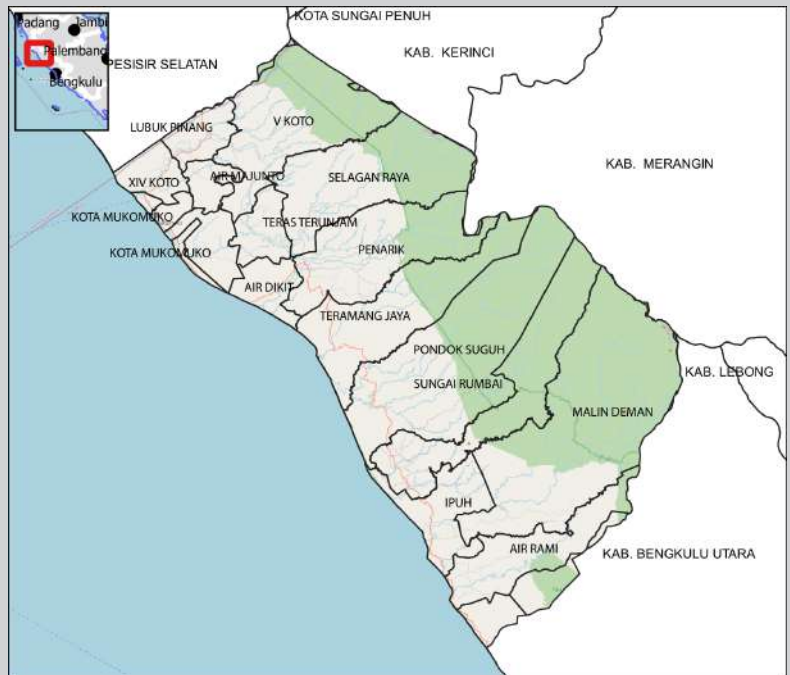 Padang
Jambi
Palembang
Bengkulu
KOTA SUNGAI PENUH
KAB. KERINCI
PESISIR SELATAN
LUBUK PINANG
V KOTO
KAB. MERANGIN
XIV KOTO
AIR MAJUNTO
SELAGAN RAYA
KOTA MUKOMUKO
TERAS TERUNJAM
KOTA MUKOMUKO
PENARIK
AIR DIKIT
TERAMANG JAYA
PONDOK SUGUH
KAB. LEBONG
SUNGAI RUMBAI
MALIN DEMAN
IPUH
AIR RAMI
KAB. BENGKULU UTARA